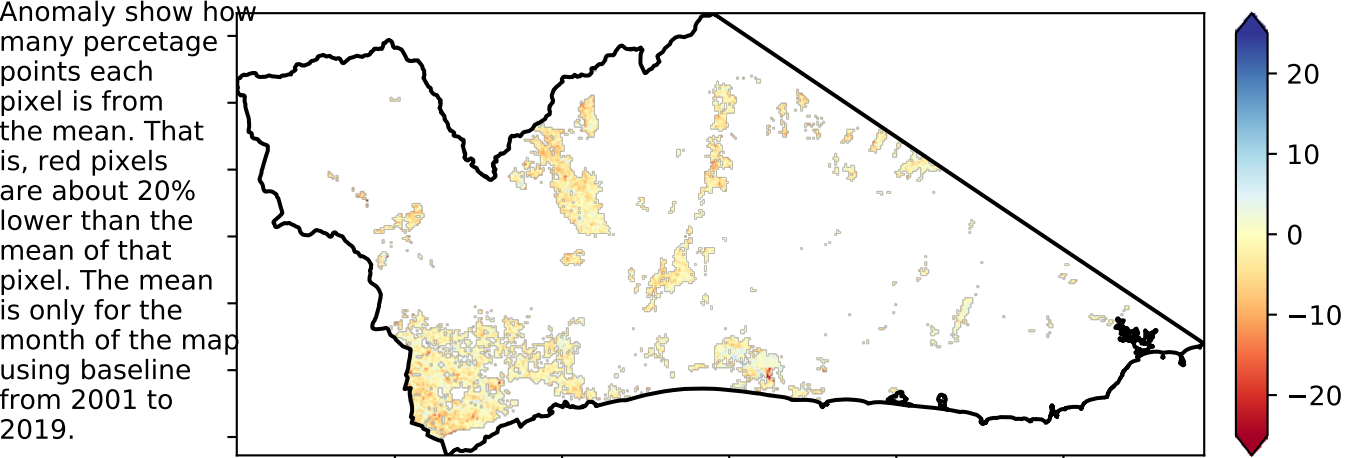 Anomaly show how
many percetage
points each
pixel is from
the mean. That
is, red pixels
are about 20%
lower than the
mean of that
pixel. The mean
is only for the
month of the map
using baseline
from 2001 to
2019.
20
10
0
−10
−20